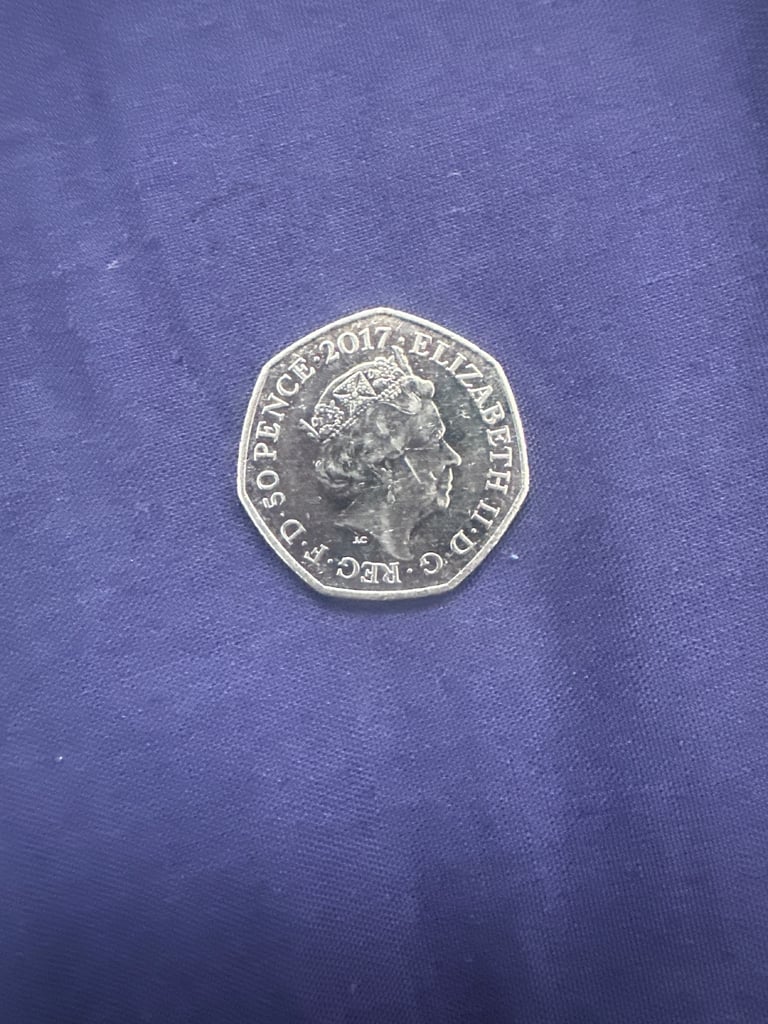 ELIZABETH II · D · G · REG · F · D · 50 PENCE · 2017 ·
J.C